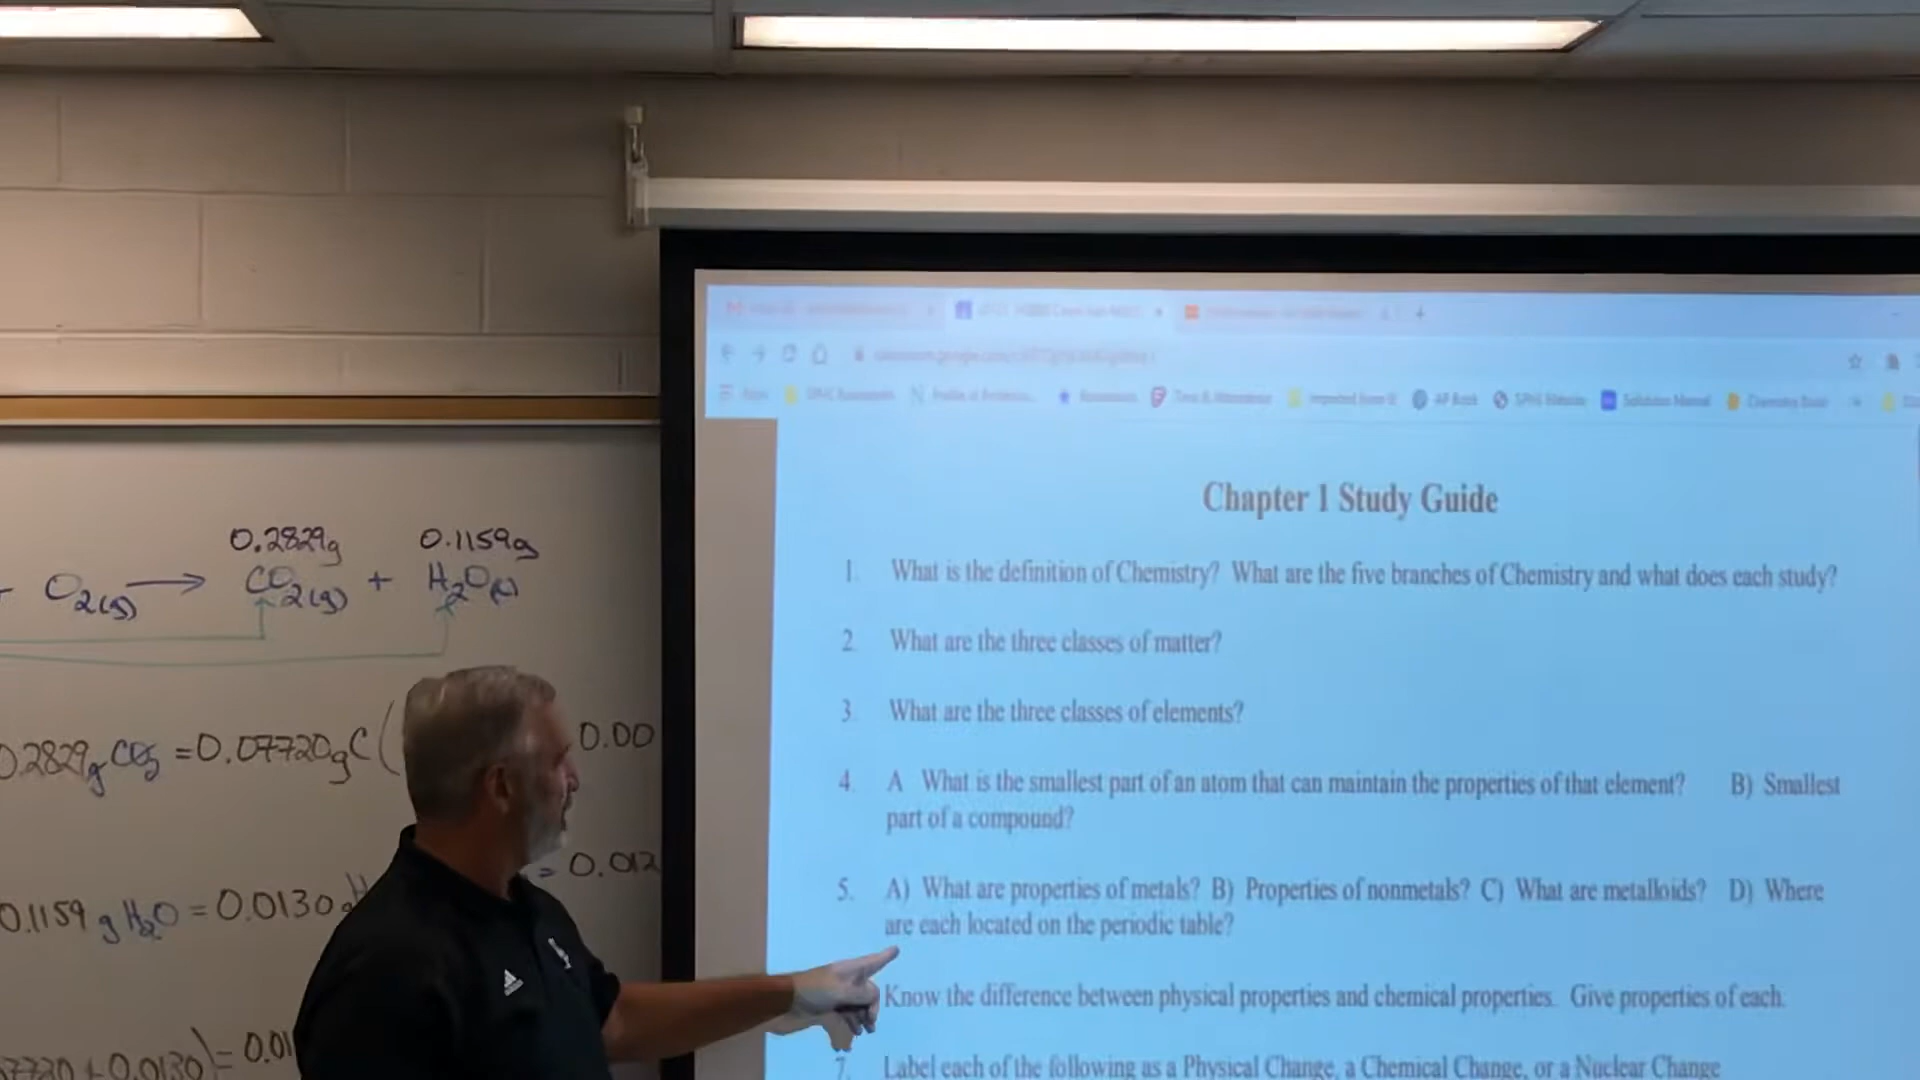 Chapter 1 Study Guide
1. What is the definition of Chemistry? What are the five branches of Chemistry and what does each study?
2. What are the three classes of matter?
3. What are the three classes of elements?
4. A What is the smallest part of an atom that can maintain the properties of that element? B) Smallest
part of a compound?
5. A) What are properties of metals? B) Properties of nonmetals? C) What are metalloids? D) Where
are each located on the periodic table?
Know the difference between physical properties and chemical properties. Give properties of each.
7. Label each of the following as a Physical Change, a Chemical Change, or a Nuclear Change
0.2829g 0.1159g
O2(g) → CO2(g) + H2O(l)
0.2829g CO2 = 0.07720gC ( 0.00
0.1159 g H2O = 0.0130g H = 0.012
+ 0.0130) = 0.01